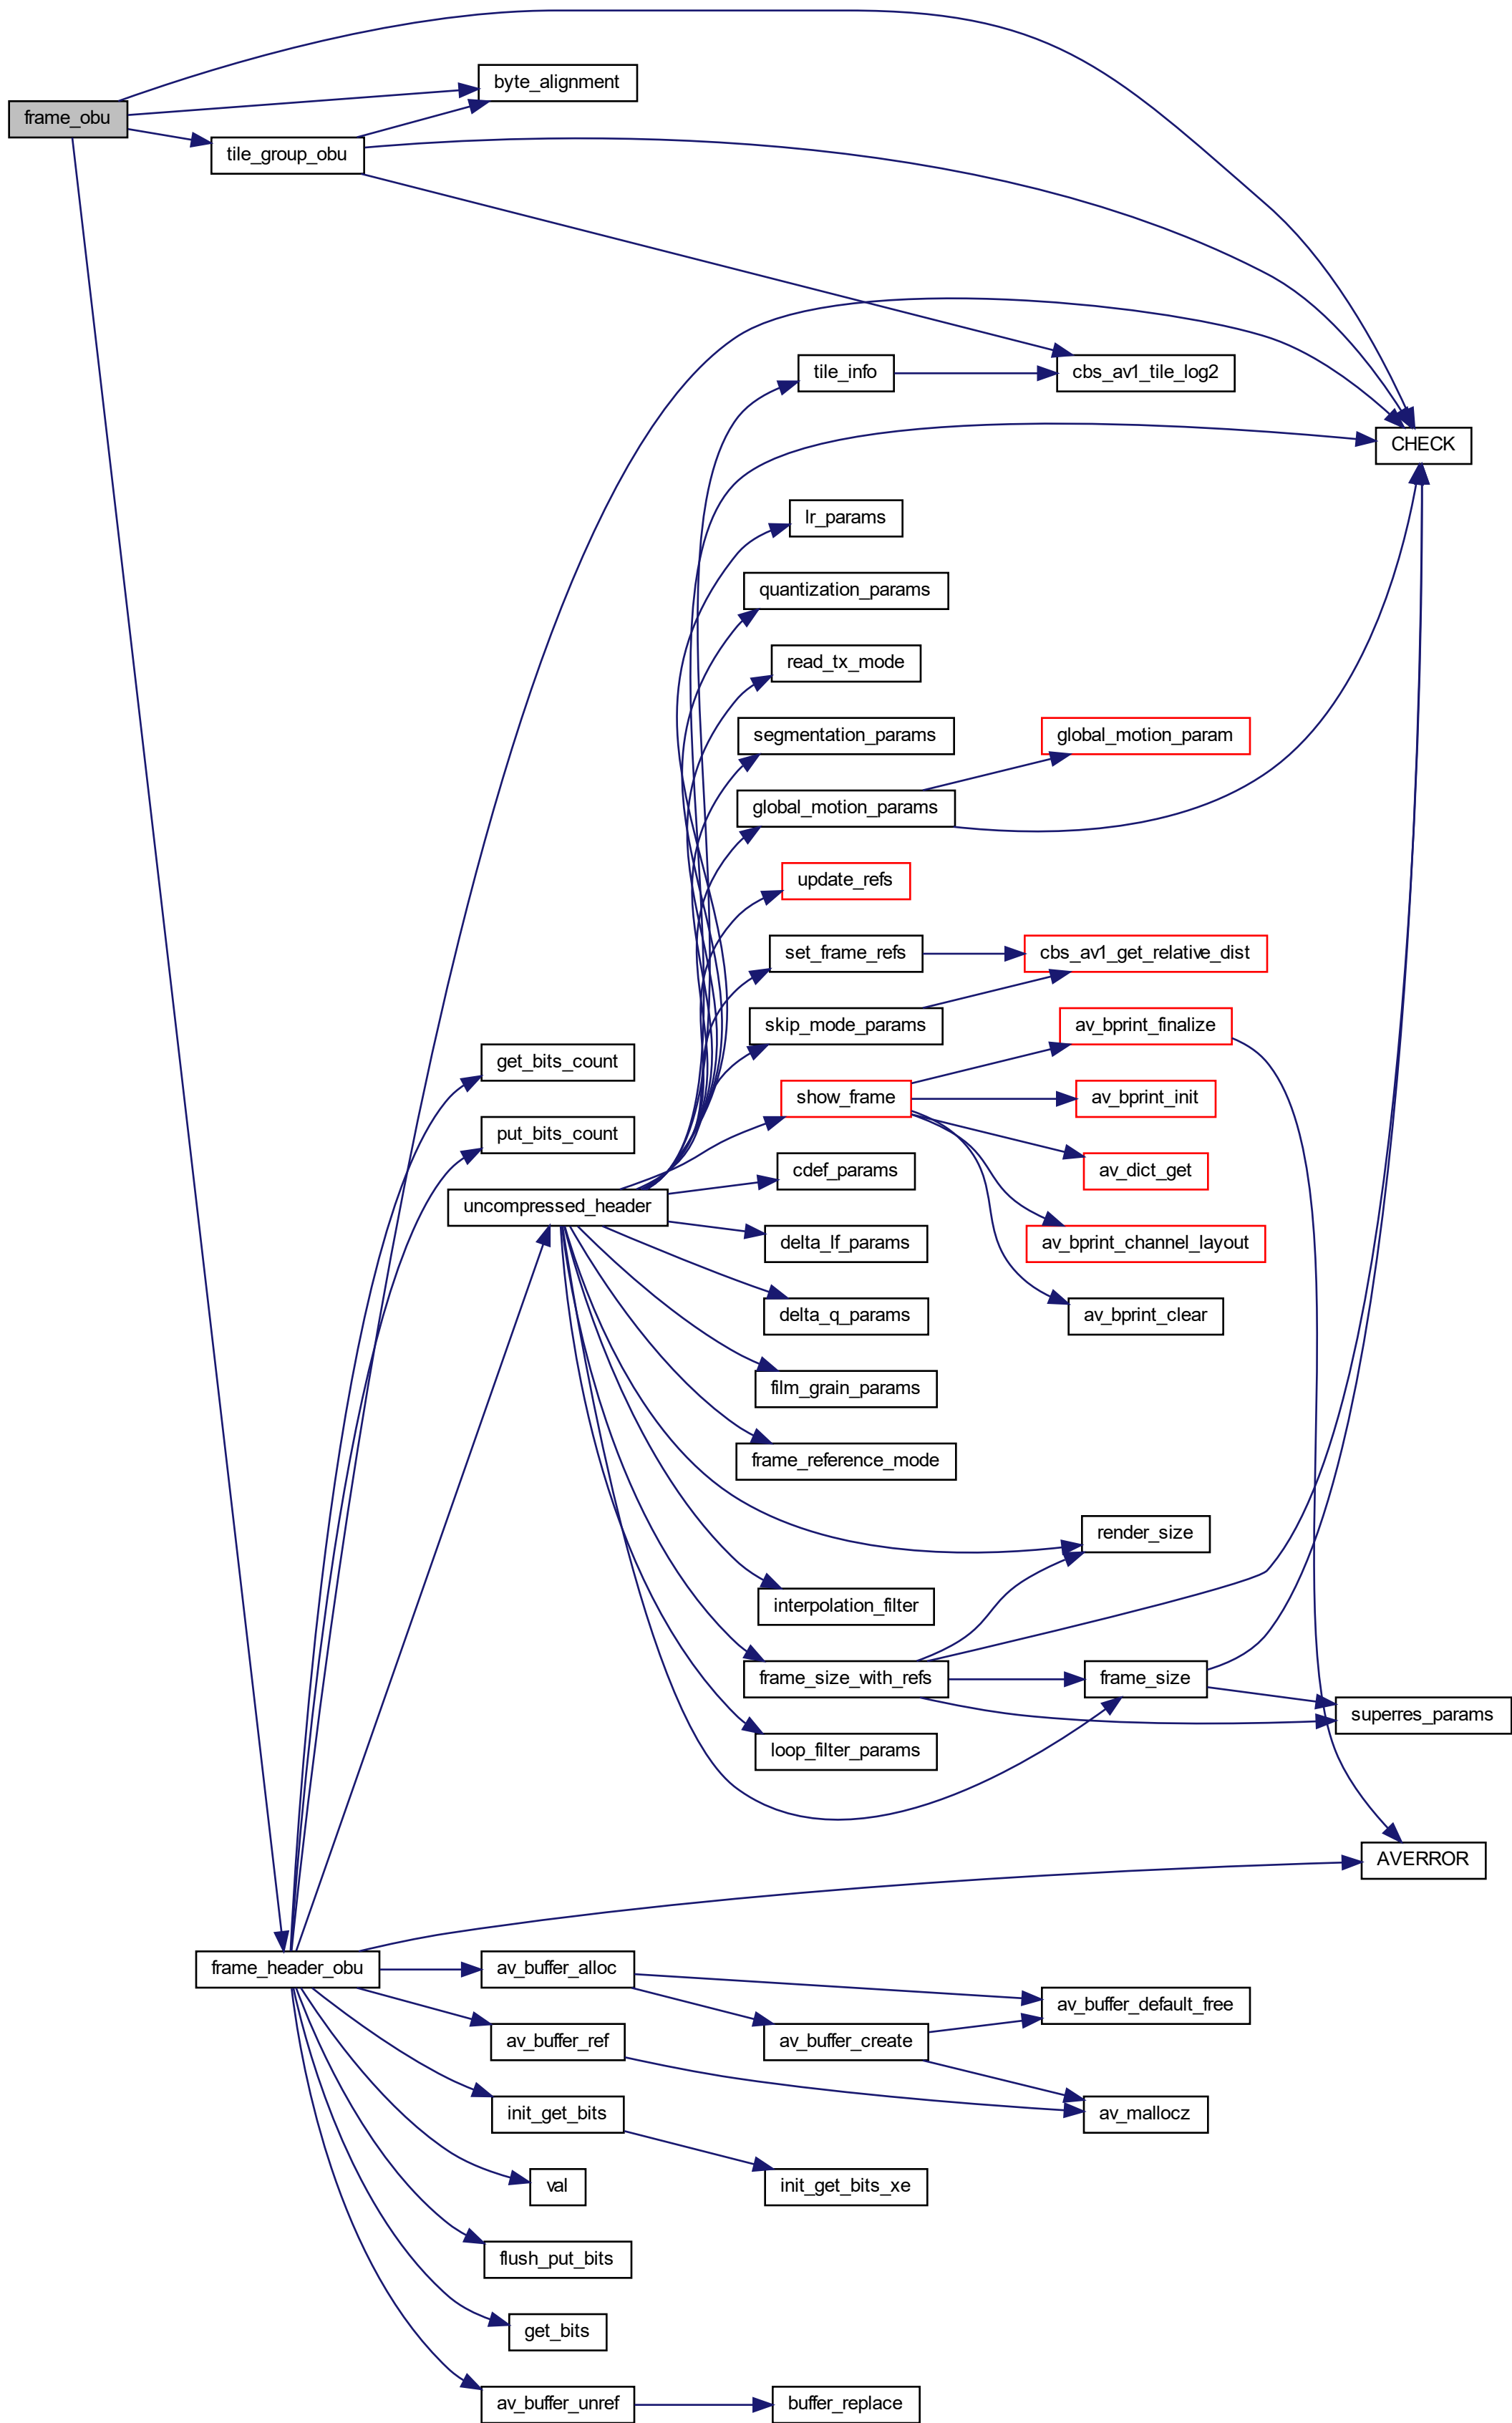 byte_alignment
frame_obu
tile_group_obu
tile_info
cbs_av1_tile_log2
CHECK
lr_params
quantization_params
read_tx_mode
segmentation_params
global_motion_param
global_motion_params
update_refs
set_frame_refs
cbs_av1_get_relative_dist
skip_mode_params
av_bprint_finalize
get_bits_count
show_frame
av_bprint_init
put_bits_count
cdef_params
av_dict_get
uncompressed_header
delta_lf_params
av_bprint_channel_layout
delta_q_params
av_bprint_clear
film_grain_params
frame_reference_mode
render_size
interpolation_filter
frame_size_with_refs
frame_size
superres_params
loop_filter_params
AVERROR
frame_header_obu
av_buffer_alloc
av_buffer_default_free
av_buffer_ref
av_buffer_create
init_get_bits
av_mallocz
val
init_get_bits_xe
flush_put_bits
get_bits
av_buffer_unref
buffer_replace